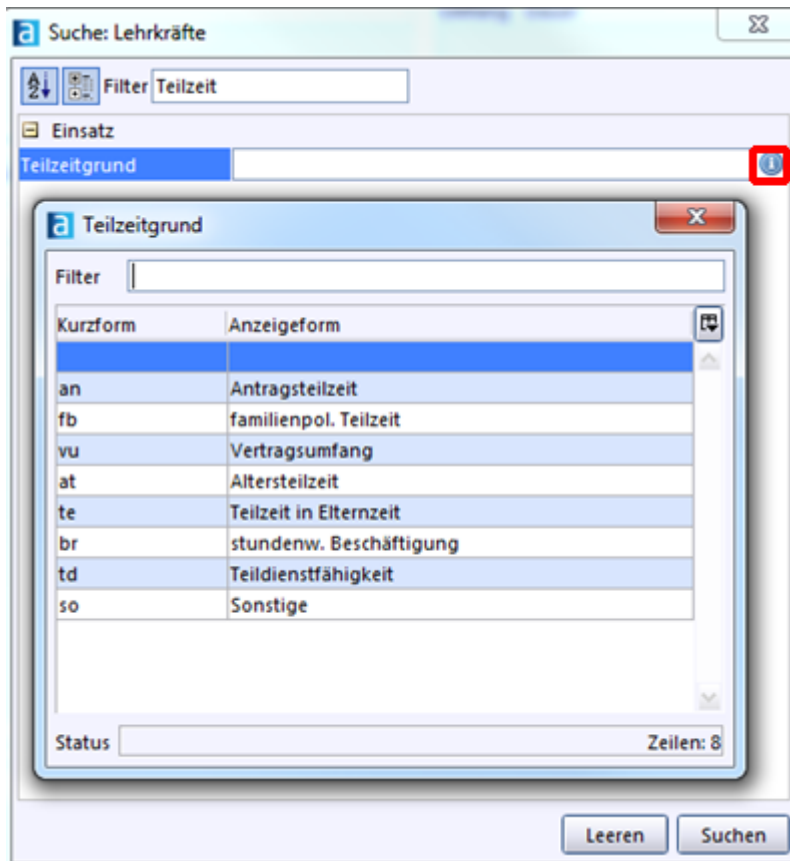 Suche: Lehrkräfte
Filter Teilzeit
Einsatz
Teilzeitgrund
Teilzeitgrund
Filter
Kurzform Anzeigeform
an Antragsteilzeit
fb familienpol. Teilzeit
vu Vertragsumfang
at Altersteilzeit
te Teilzeit in Elternzeit
br stundenw. Beschäftigung
td Teildienstfähigkeit
so Sonstige
Status Zeilen: 8
Leeren Suchen